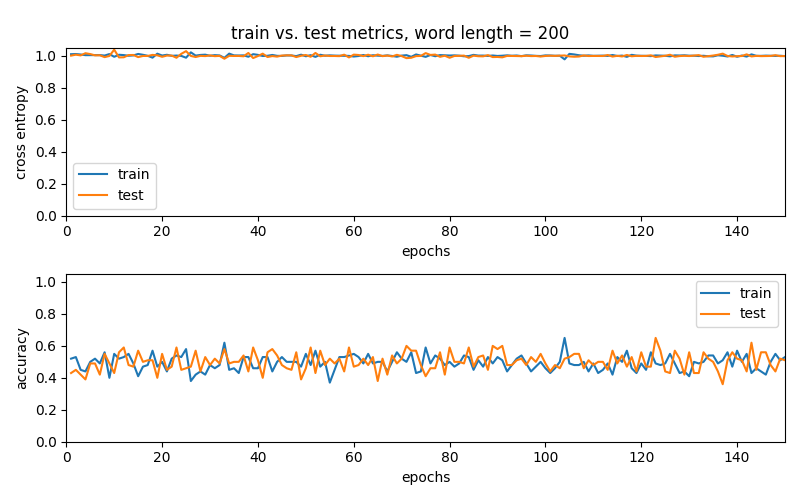 train vs. test metrics, word length = 200
1.0
0.8
0.6
0.4
0.2
0.0
cross entropy
train
test
0 20 40 60 80 100 120 140
epochs
1.0
0.8
0.6
0.4
0.2
0.0
accuracy
train
test
0 20 40 60 80 100 120 140
epochs